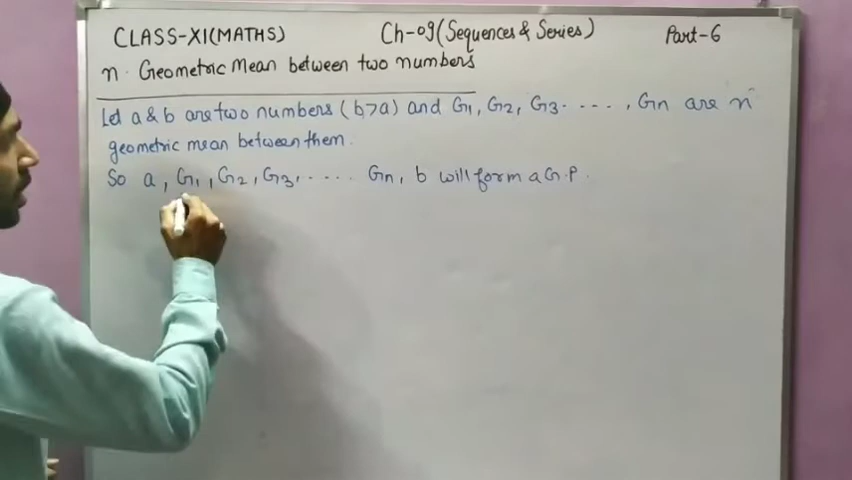 CLASS-XI(MATHS) Ch-09(Sequences & Series) Part-6
n. Geometric Mean between two numbers
Let a & b are two numbers (b>a) and G1, G2, G3. ...., Gn are n
geometric mean between them.
So a, G1, G2, G3, ..... Gn, b will form a G.P.